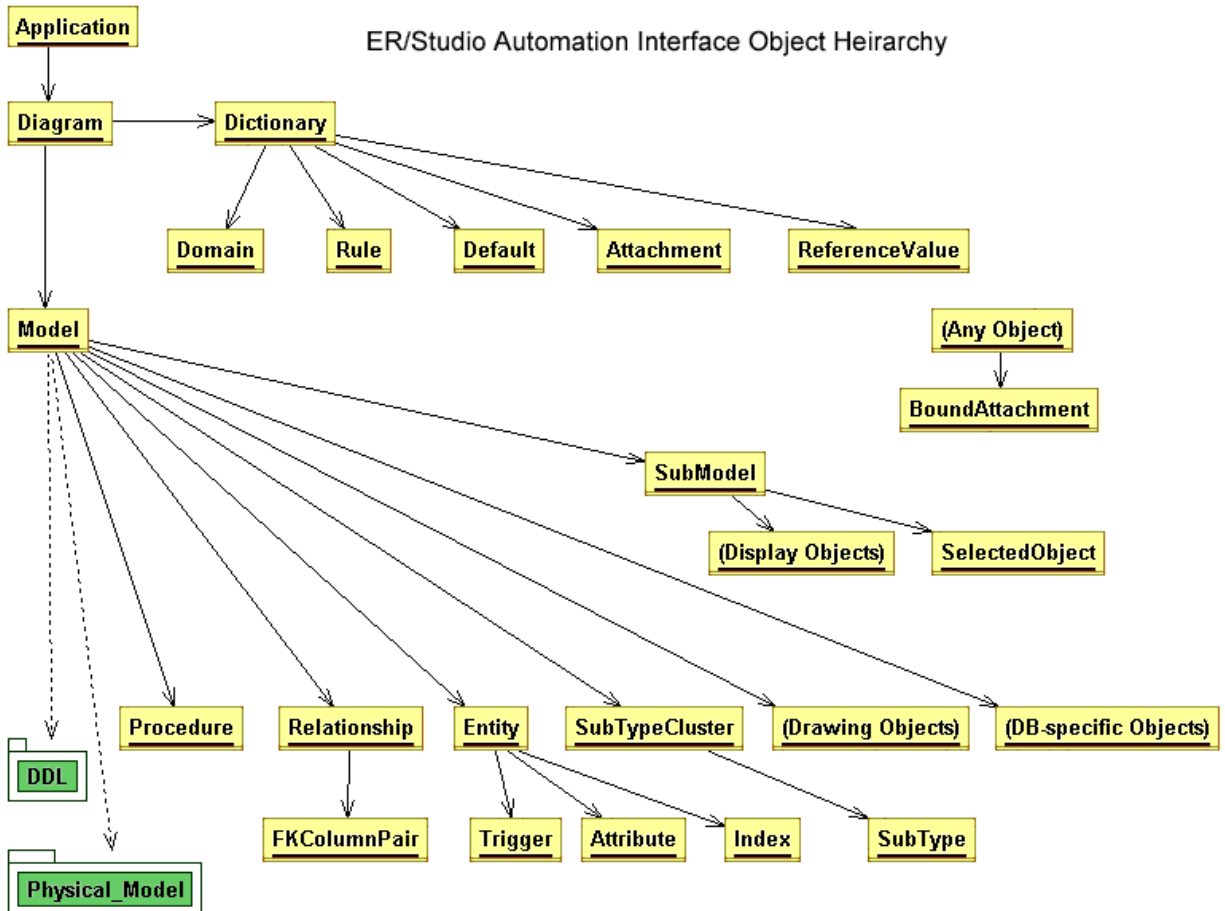 Application
ER/Studio Automation Interface Object Heirarchy
Diagram
Dictionary
Domain
Rule
Default
Attachment
ReferenceValue
Model
(Any Object)
BoundAttachment
SubModel
(Display Objects)
SelectedObject
Procedure
Relationship
Entity
SubTypeCluster
(Drawing Objects)
(DB-specific Objects)
DDL
FKColumnPair
Trigger
Attribute
Index
SubType
Physical_Model